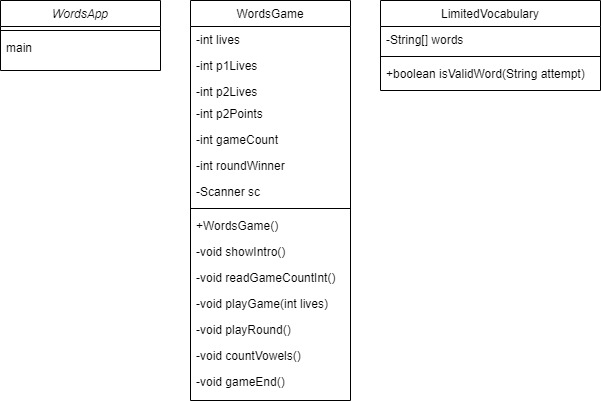 WordsApp
main
WordsGame
-int lives
-int p1Lives
-int p2Lives
-int p2Points
-int gameCount
-int roundWinner
-Scanner sc
+WordsGame()
-void showIntro()
-void readGameCountInt()
-void playGame(int lives)
-void playRound()
-void countVowels()
-void gameEnd()
LimitedVocabulary
-String[] words
+boolean isValidWord(String attempt)